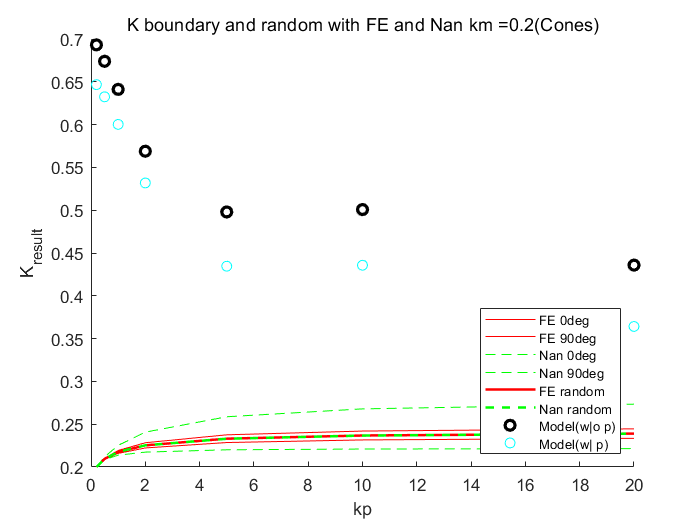 K boundary and random with FE and Nan km =0.2(Cones)
0.7
0.65
0.6
0.55
0.5
0.45
0.4
0.35
0.3
0.25
0.2
K_result
FE 0deg
FE 90deg
Nan 0deg
Nan 90deg
FE random
Nan random
Model(w|o p)
Model(w| p)
0 2 4 6 8 10 12 14 16 18 20
kp